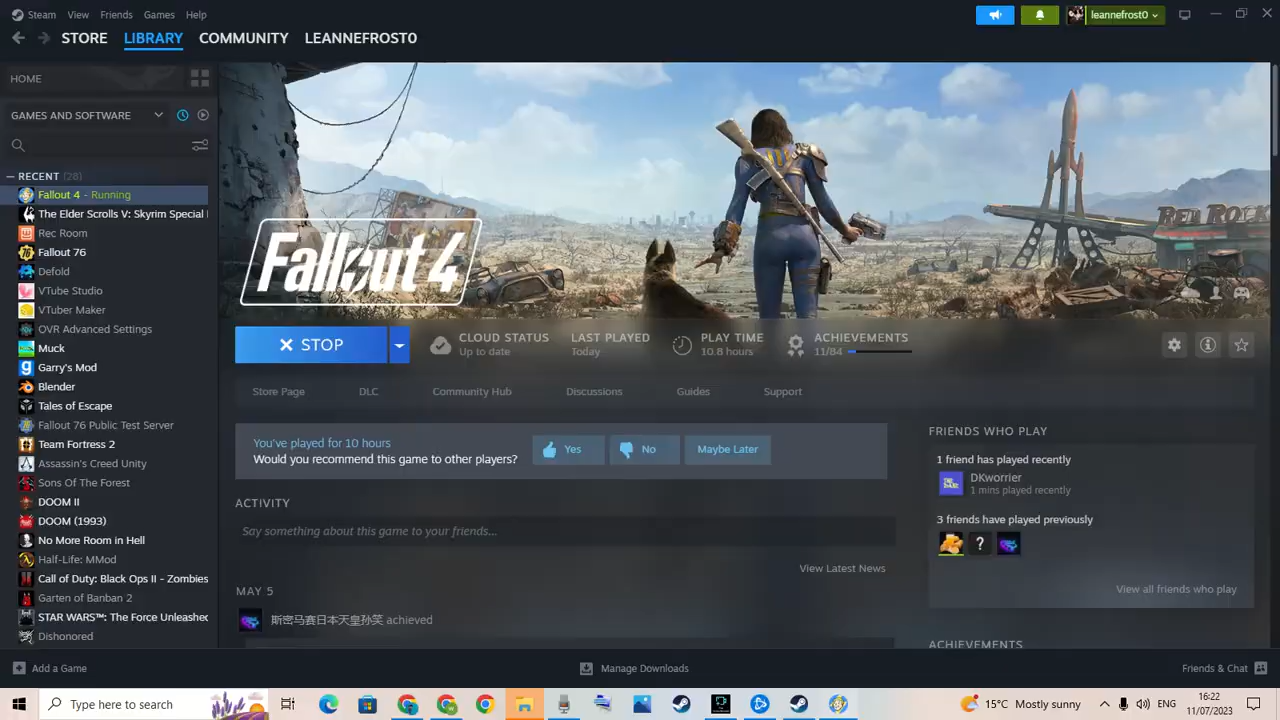 Steam View Friends Games Help
leannefrost0
STORE LIBRARY COMMUNITY LEANNEFROST0
HOME
GAMES AND SOFTWARE
RECENT (28)
Fallout 4 - Running
The Elder Scrolls V: Skyrim Special
Rec Room
Fallout 76
Defold
VTube Studio
VTuber Maker
OVR Advanced Settings
Muck
Garry's Mod
Blender
Tales of Escape
Fallout 76 Public Test Server
Team Fortress 2
Assassin's Creed Unity
Sons Of The Forest
DOOM II
DOOM (1993)
No More Room in Hell
Half-Life: MMod
Call of Duty: Black Ops II - Zombies
Garten of Banban 2
STAR WARS™: The Force Unleashed
Dishonored
Fallout 4
RED ROCKE
STOP
CLOUD STATUS
Up to date
LAST PLAYED
Today
PLAY TIME
10.8 hours
ACHIEVEMENTS
11/84
Store Page DLC Community Hub Discussions Guides Support
You've played for 10 hours
Would you recommend this game to other players?
Yes No Maybe Later
ACTIVITY
Say something about this game to your friends...
View Latest News
MAY 5
斯密马赛日本天皇孙笑 achieved
FRIENDS WHO PLAY
1 friend has played recently
DKworrier
1 mins played recently
3 friends have played previously
?
View all friends who play
ACHIEVEMENTS
Add a Game
Manage Downloads
Friends & Chat
Type here to search
15°C Mostly sunny
ENG
16:22
11/07/2023